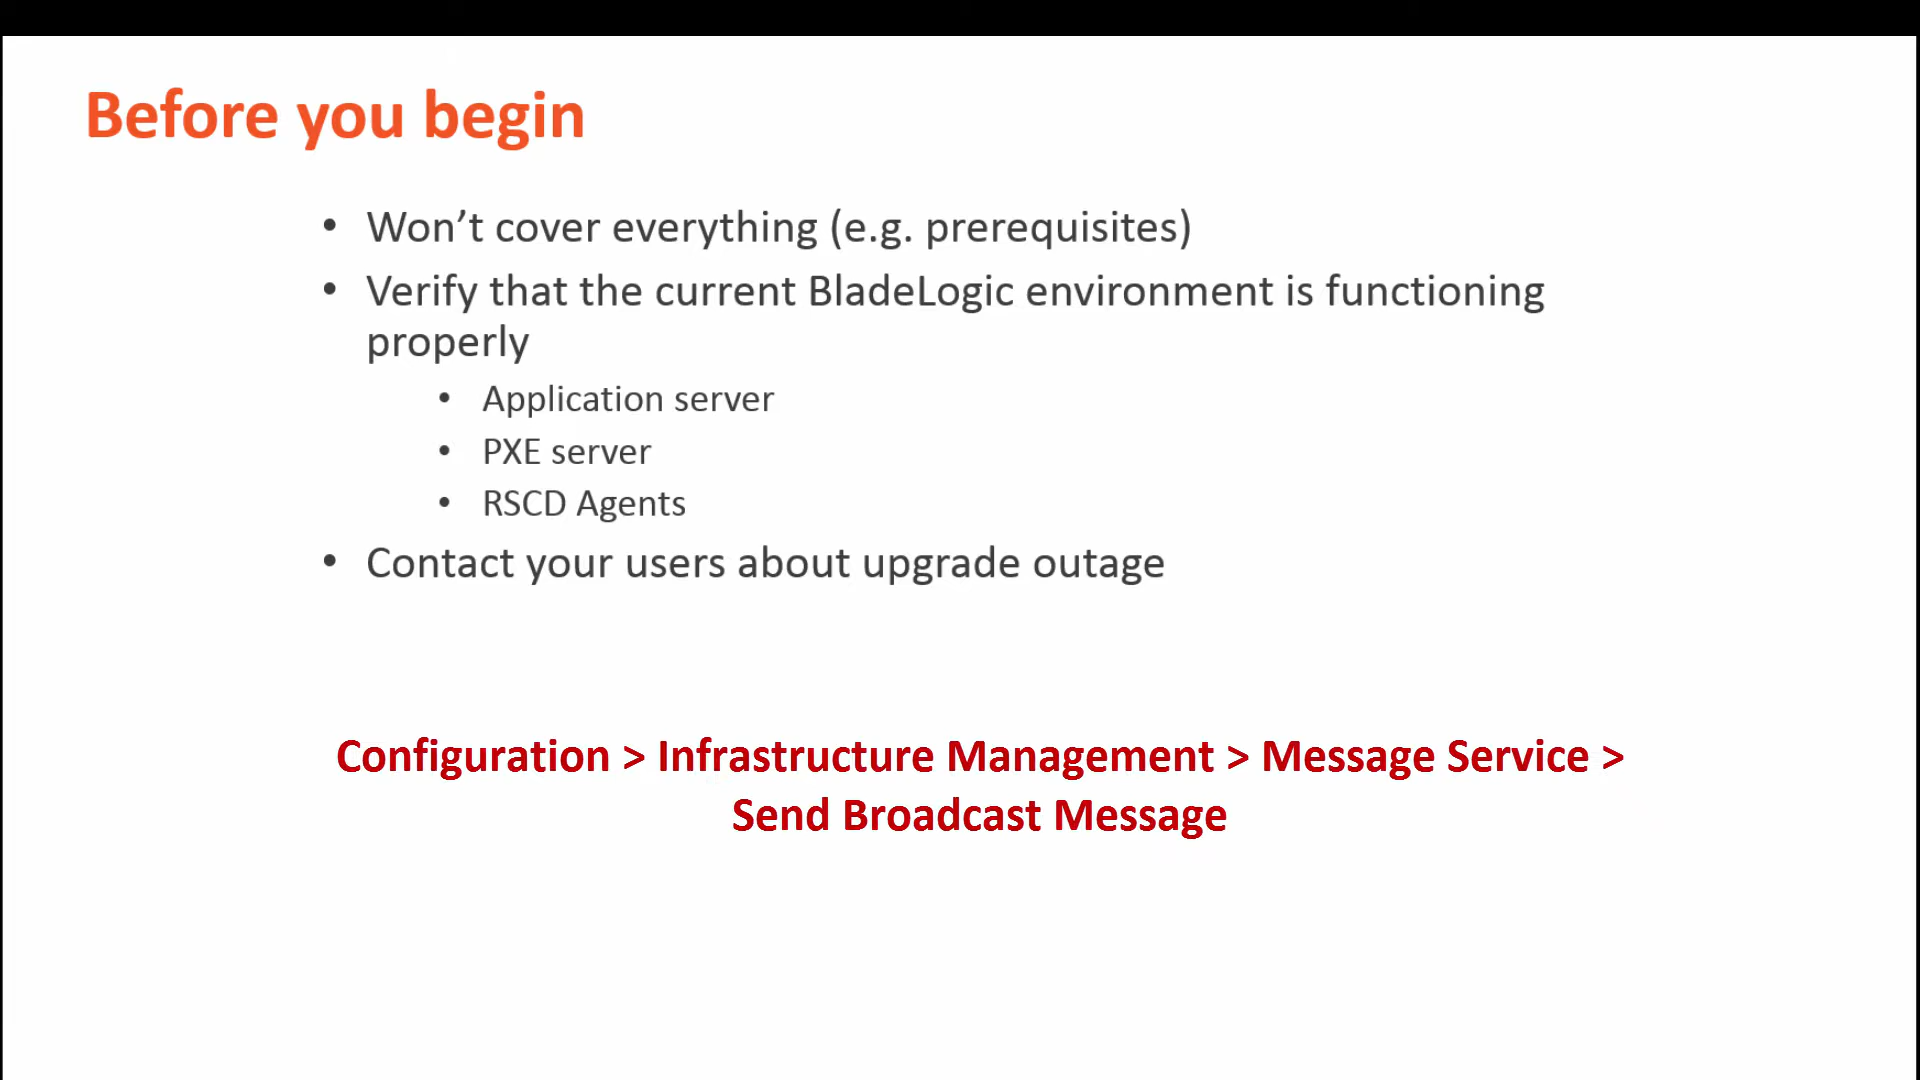 Before you begin
• Won’t cover everything (e.g. prerequisites)
• Verify that the current BladeLogic environment is functioning
properly
• Application server
• PXE server
• RSCD Agents
• Contact your users about upgrade outage
Configuration > Infrastructure Management > Message Service >
Send Broadcast Message